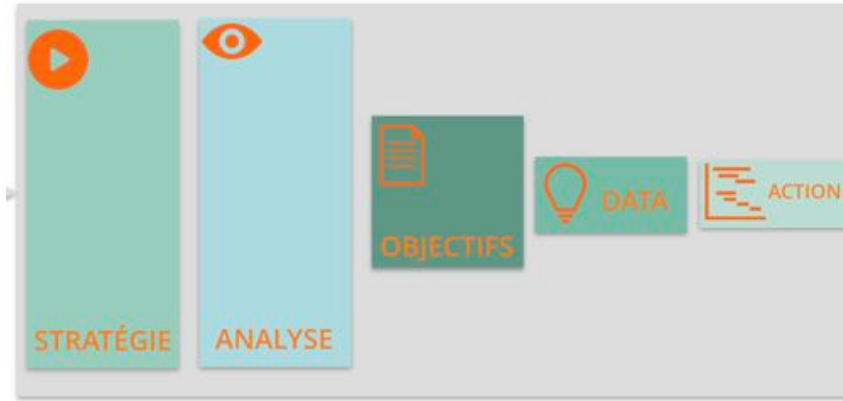 STRATÉGIE
ANALYSE
OBJECTIFS
DATA
ACTION